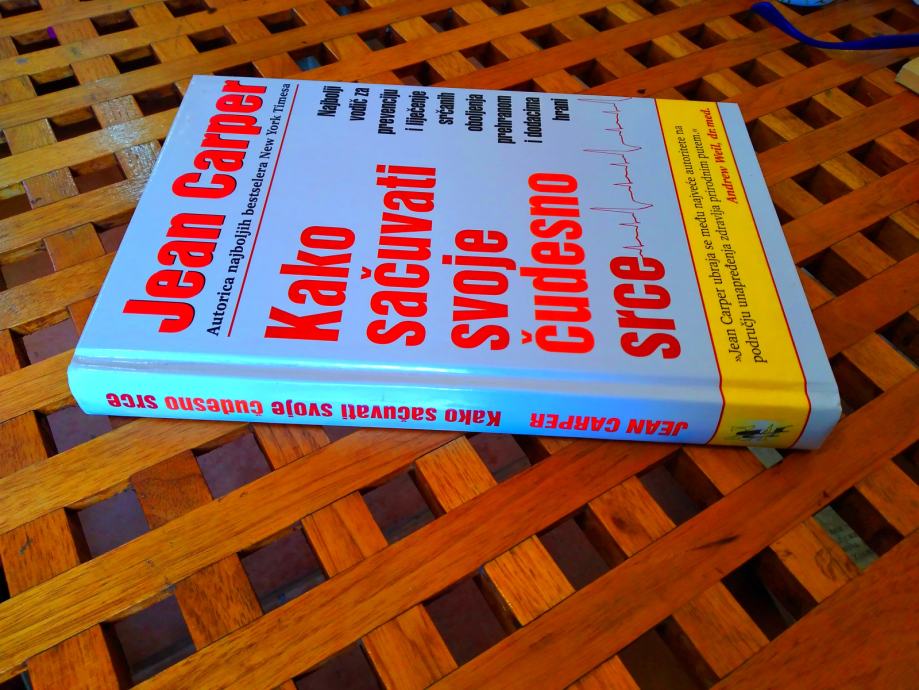 Jean Carper
Autorica najboljih bestselera New York Timesa
Najbolji
vodič za
prevenciju
i liječenje
srčanih
oboljenja
prehranom
i dodacima
hrani
Kako
sačuvati
svoje
čudesno
srce
»Jean Carper ubraja se među najveće autoritete na
području unapređenja zdravlja prirodnim putem.«
Andrew Weil, dr. med.
JEAN CARPER Kako sačuvati svoje čudesno srce